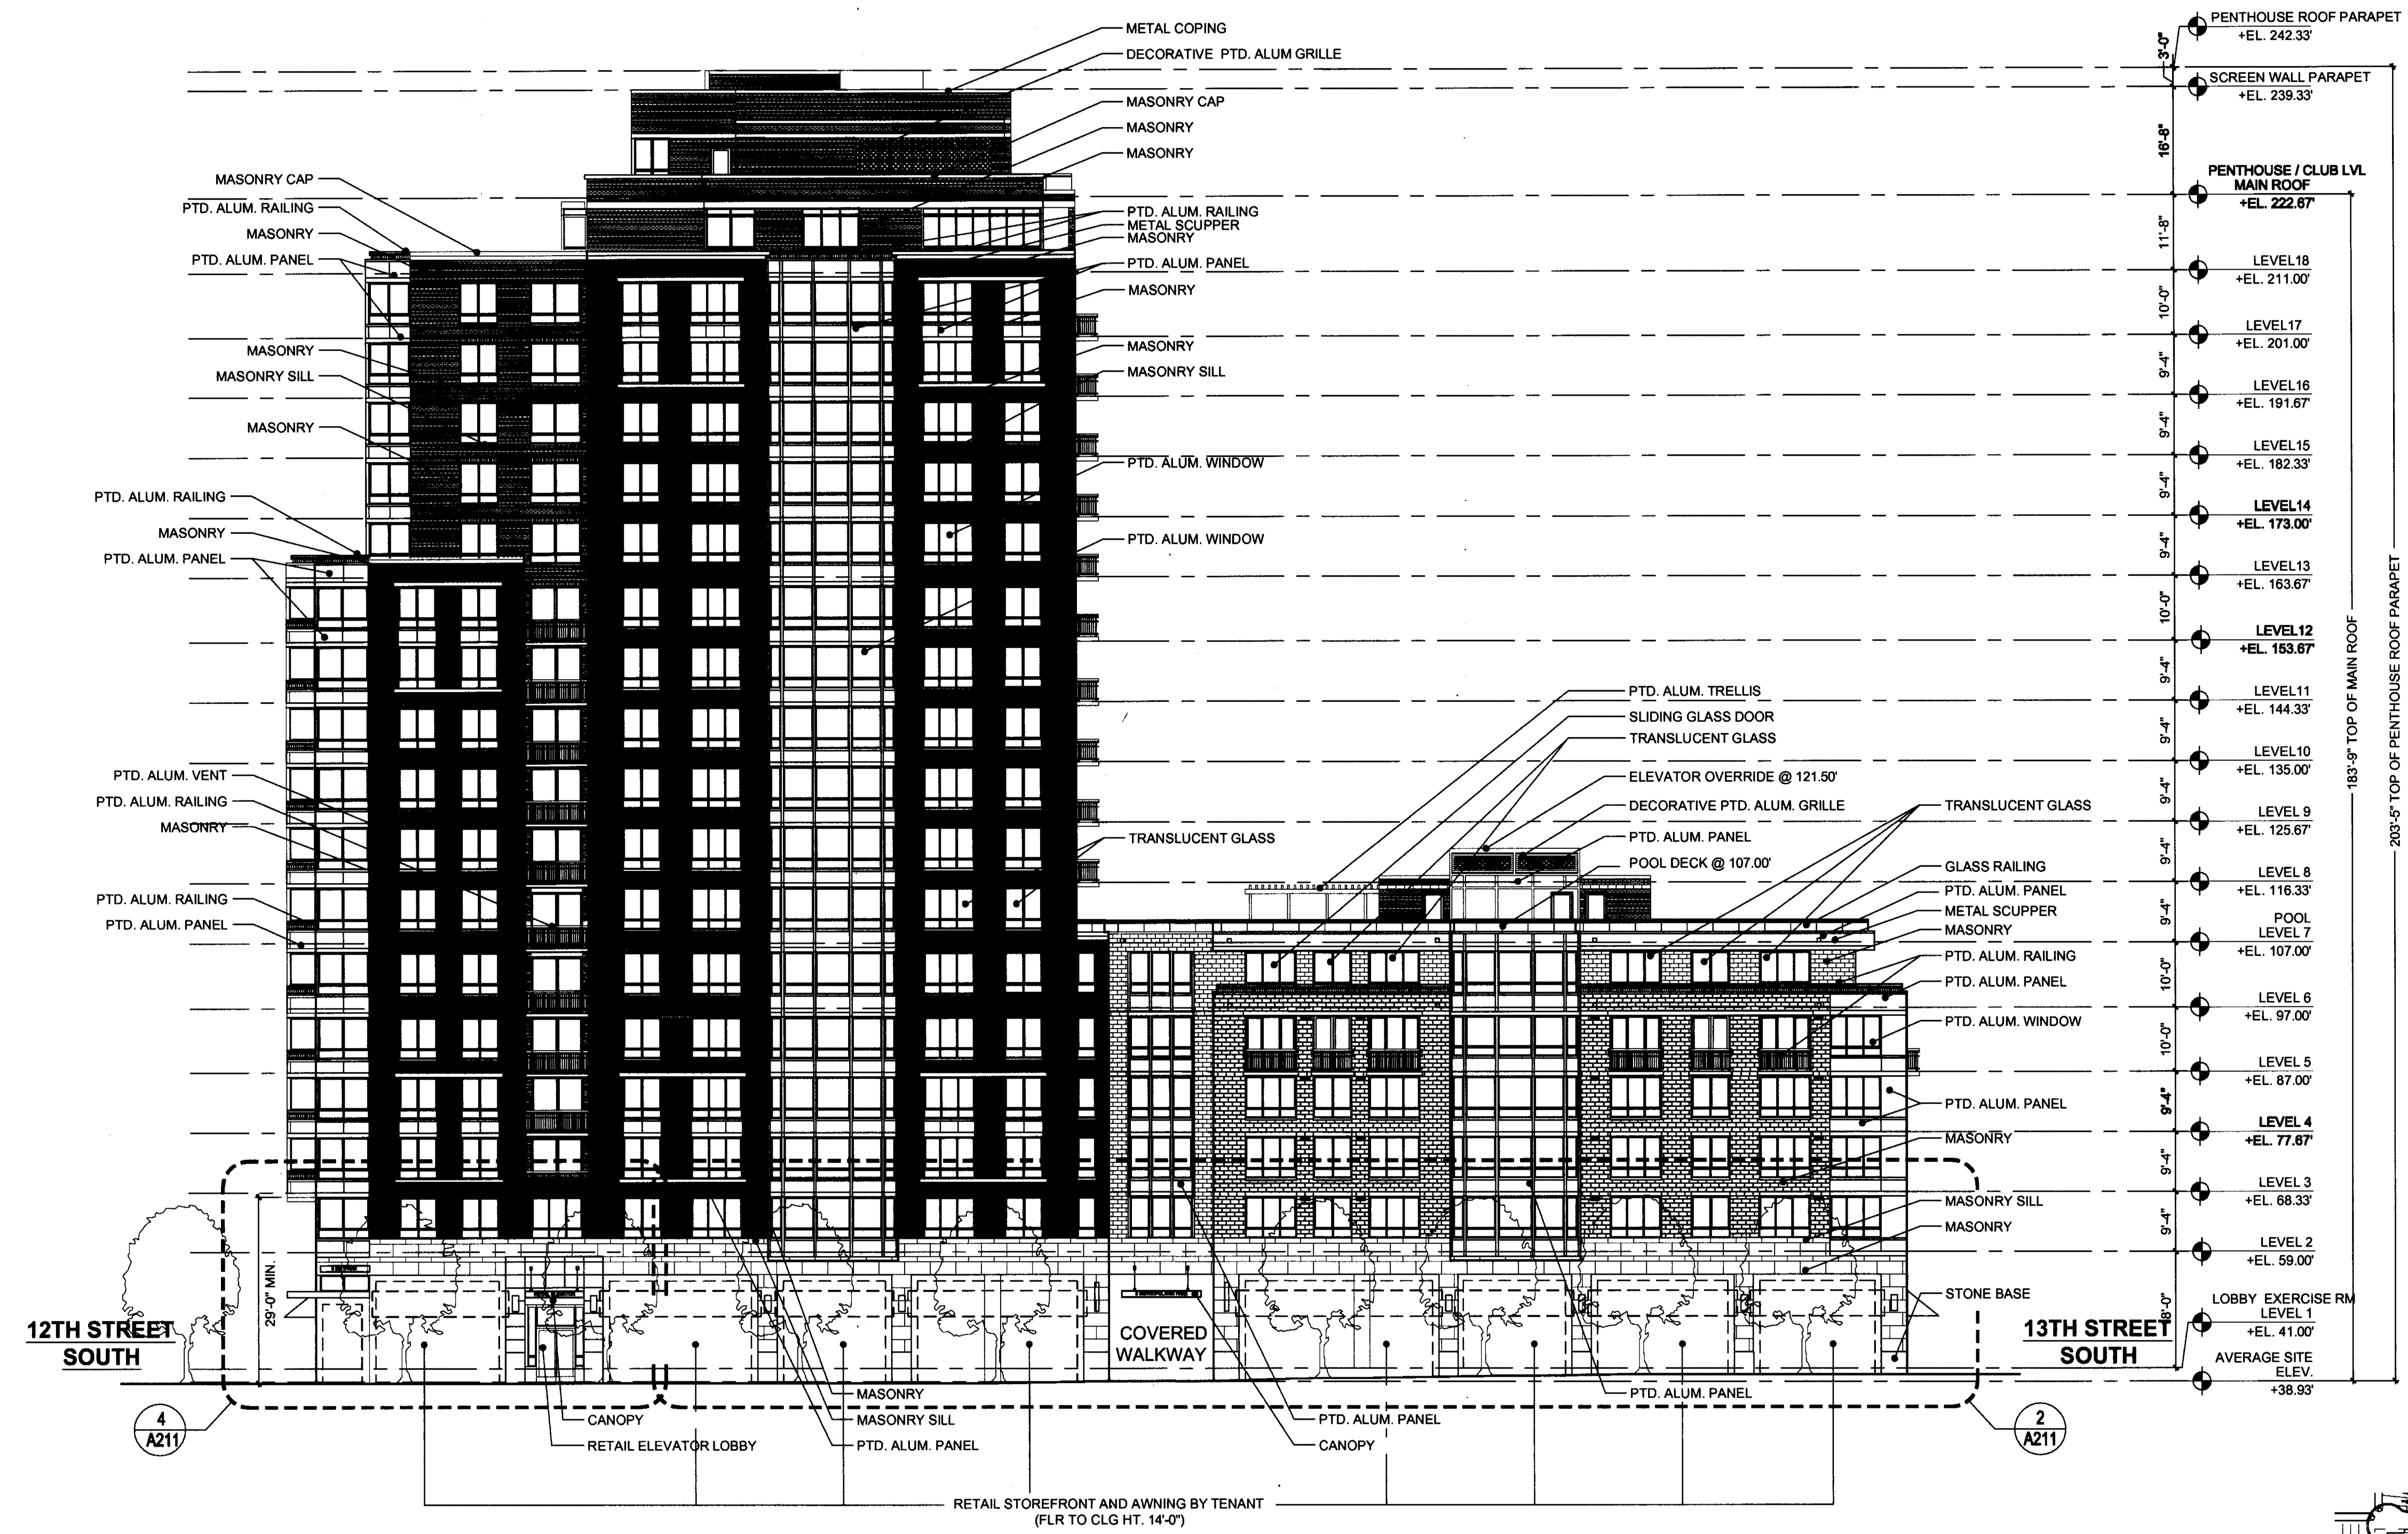 METAL COPING
DECORATIVE PTD. ALUM GRILLE
MASONRY CAP
MASONRY
MASONRY
MASONRY CAP
PTD. ALUM. RAILING
MASONRY
PTD. ALUM. PANEL
MASONRY
MASONRY SILL
MASONRY
PTD. ALUM. RAILING
MASONRY
PTD. ALUM. PANEL
PTD. ALUM. VENT
PTD. ALUM. RAILING
MASONRY
PTD. ALUM. RAILING
PTD. ALUM. PANEL
PTD. ALUM. RAILING
METAL SCUPPER
MASONRY
PTD. ALUM. PANEL
MASONRY
MASONRY
MASONRY SILL
PTD. ALUM. WINDOW
PTD. ALUM. WINDOW
TRANSLUCENT GLASS
PTD. ALUM. TRELLIS
SLIDING GLASS DOOR
TRANSLUCENT GLASS
ELEVATOR OVERRIDE @ 121.50'
DECORATIVE PTD. ALUM. GRILLE
PTD. ALUM. PANEL
POOL DECK @ 107.00'
TRANSLUCENT GLASS
GLASS RAILING
PTD. ALUM. PANEL
METAL SCUPPER
MASONRY
PTD. ALUM. RAILING
PTD. ALUM. PANEL
PTD. ALUM. WINDOW
PTD. ALUM. PANEL
MASONRY
MASONRY SILL
MASONRY
STONE BASE
PENTHOUSE ROOF PARAPET
+EL. 242.33'
3'-0"
SCREEN WALL PARAPET
+EL. 239.33'
16'-8"
PENTHOUSE / CLUB LVL
MAIN ROOF
+EL. 222.67'
11'-8"
LEVEL18
+EL. 211.00'
10'-0"
LEVEL17
+EL. 201.00'
9'-4"
LEVEL16
+EL. 191.67'
9'-4"
LEVEL15
+EL. 182.33'
9'-4"
LEVEL14
+EL. 173.00'
9'-4"
LEVEL13
+EL. 163.67'
10'-0"
LEVEL12
+EL. 153.67'
9'-4"
LEVEL11
+EL. 144.33'
9'-4"
LEVEL10
+EL. 135.00'
9'-4"
LEVEL 9
+EL. 125.67'
9'-4"
LEVEL 8
+EL. 116.33'
9'-4"
POOL
LEVEL 7
+EL. 107.00'
10'-0"
LEVEL 6
+EL. 97.00'
10'-0"
LEVEL 5
+EL. 87.00'
9'-4"
LEVEL 4
+EL. 77.67'
9'-4"
LEVEL 3
+EL. 68.33'
9'-4"
LEVEL 2
+EL. 59.00'
LOBBY EXERCISE RM
LEVEL 1
+EL. 41.00'
AVERAGE SITE
ELEV.
+38.93'
183'-9" TOP OF MAIN ROOF
203'-5" TOP OF PENTHOUSE ROOF PARAPET
29'-0" MIN.
12TH STREET
SOUTH
13TH STREET
SOUTH
COVERED
WALKWAY
4
A211
2
A211
CANOPY
RETAIL ELEVATOR LOBBY
MASONRY
MASONRY SILL
PTD. ALUM. PANEL
PTD. ALUM. PANEL
CANOPY
PTD. ALUM. PANEL
RETAIL STOREFRONT AND AWNING BY TENANT
(FLR TO CLG HT. 14'-0")